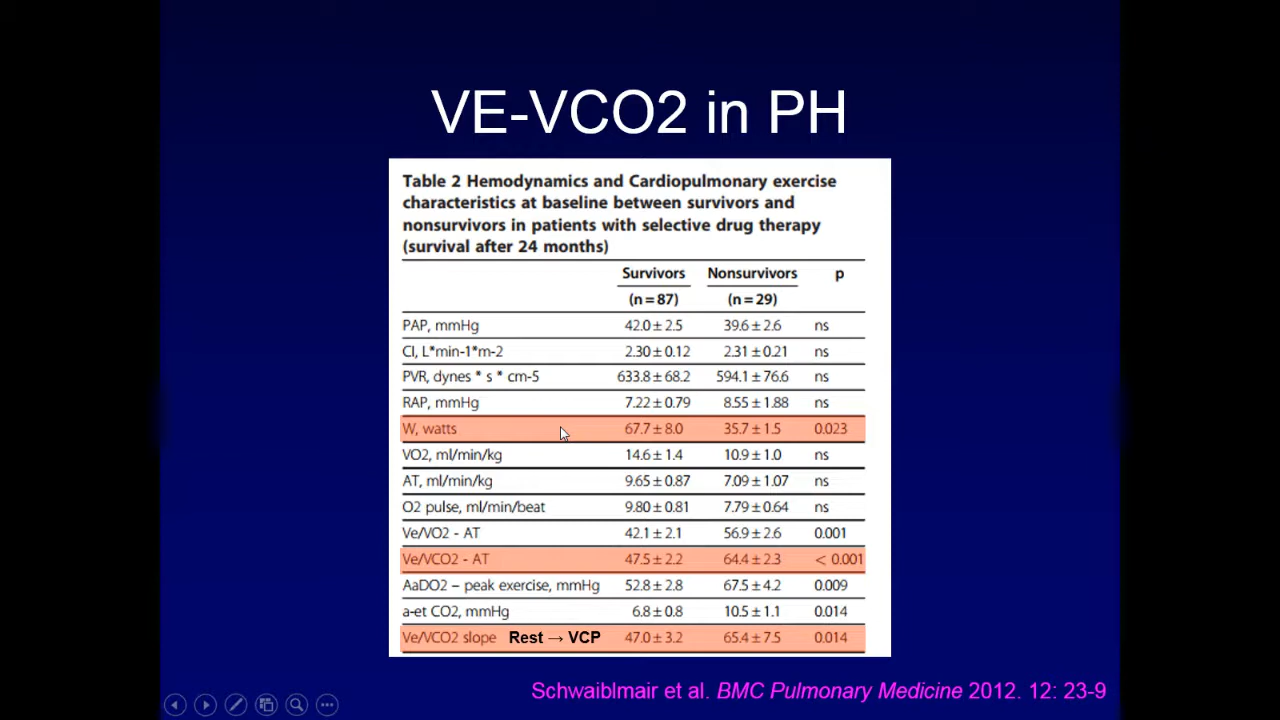 VE-VCO2 in PH
Table 2 Hemodynamics and Cardiopulmonary exercise
characteristics at baseline between survivors and
nonsurvivors in patients with selective drug therapy
(survival after 24 months)
Survivors Nonsurvivors p
(n = 87) (n = 29)
PAP, mmHg 42.0 ± 2.5 39.6 ± 2.6 ns
CI, L*min-1*m-2 2.30 ± 0.12 2.31 ± 0.21 ns
PVR, dynes * s * cm-5 633.8 ± 68.2 594.1 ± 76.6 ns
RAP, mmHg 7.22 ± 0.79 8.55 ± 1.88 ns
W, watts 67.7 ± 8.0 35.7 ± 1.5 0.023
VO2, ml/min/kg 14.6 ± 1.4 10.9 ± 1.0 ns
AT, ml/min/kg 9.65 ± 0.87 7.09 ± 1.07 ns
O2 pulse, ml/min/beat 9.80 ± 0.81 7.79 ± 0.64 ns
Ve/VO2 - AT 42.1 ± 2.1 56.9 ± 2.6 0.001
Ve/VCO2 - AT 47.5 ± 2.2 64.4 ± 2.3 < 0.001
AaDO2 – peak exercise, mmHg 52.8 ± 2.8 67.5 ± 4.2 0.009
a-et CO2, mmHg 6.8 ± 0.8 10.5 ± 1.1 0.014
Ve/VCO2 slope Rest → VCP 47.0 ± 3.2 65.4 ± 7.5 0.014
Schwaiblmair et al. BMC Pulmonary Medicine 2012. 12: 23-9